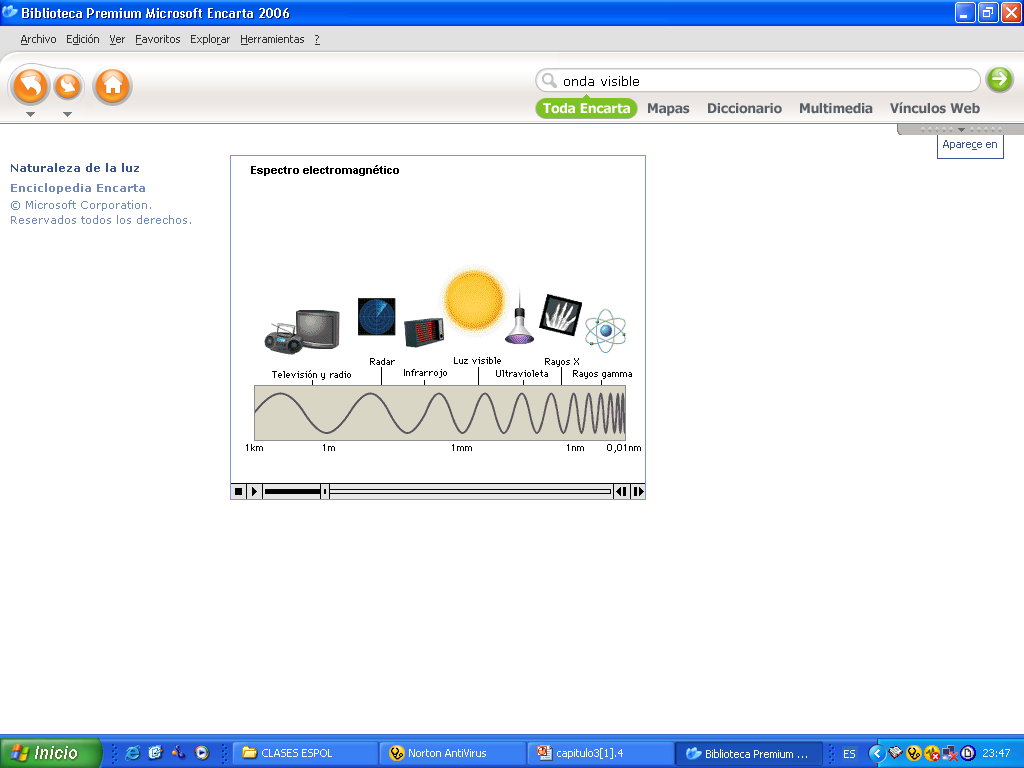 Biblioteca Premium Microsoft Encarta 2006
Archivo Edición Ver Favoritos Explorar Herramientas ?
onda visible
Toda Encarta Mapas Diccionario Multimedia Vínculos Web
Aparece en
Naturaleza de la luz
Enciclopedia Encarta
© Microsoft Corporation.
Reservados todos los derechos.
Espectro electromagnético
Radar Luz visible Rayos X
Televisión y radio Infrarrojo Ultravioleta Rayos gamma
1km 1m 1mm 1nm 0,01nm
Inicio CLASES ESPOL Norton AntiVirus capitulo3[1].4 Biblioteca Premium ... ES 23:47